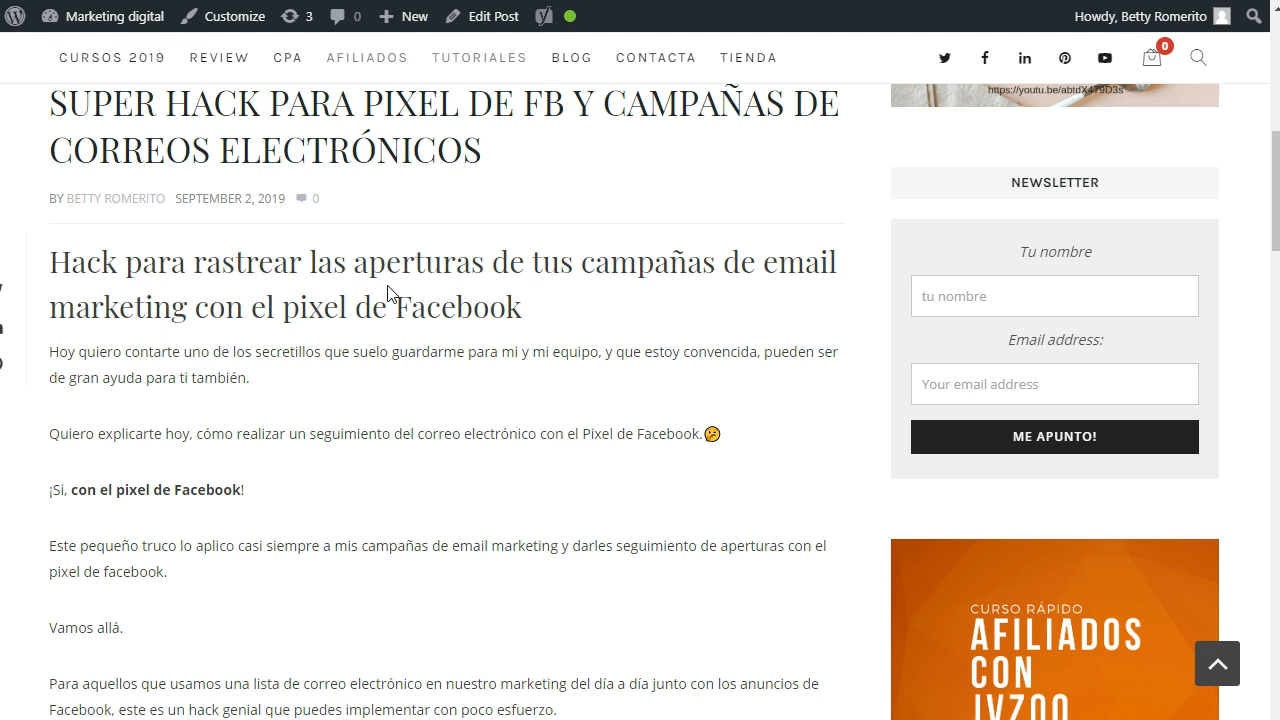 Marketing digital
Customize
3
0
New
Edit Post
Howdy, Betty Romerito
CURSOS 2019
REVIEW
CPA
AFILIADOS
TUTORIALES
BLOG
CONTACTA
TIENDA
0
SUPER HACK PARA PIXEL DE FB Y CAMPAÑAS DE
CORREOS ELECTRÓNICOS
BY BETTY ROMERITO SEPTEMBER 2, 2019 0
Hack para rastrear las aperturas de tus campañas de email
marketing con el pixel de Facebook
Hoy quiero contarte uno de los secretillos que suelo guardarme para mi y mi equipo, y que estoy convencida, pueden ser
de gran ayuda para ti también.
Quiero explicarte hoy, cómo realizar un seguimiento del correo electrónico con el Pixel de Facebook.🤔
¡Si, con el pixel de Facebook!
Este pequeño truco lo aplico casi siempre a mis campañas de email marketing y darles seguimiento de aperturas con el
pixel de facebook.
Vamos allá.
Para aquellos que usamos una lista de correo electrónico en nuestro marketing del día a día junto con los anuncios de
Facebook, este es un hack genial que puedes implementar con poco esfuerzo.
https://youtu.be/abtdX479D3s
NEWSLETTER
Tu nombre
tu nombre
Email address:
Your email address
ME APUNTO!
CURSO RÁPIDO
AFILIADOS
CON
JVZOO